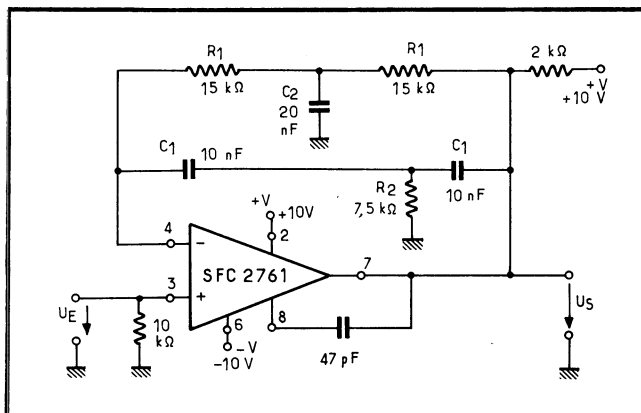 R1
R1
2 kΩ
15 kΩ
15 kΩ
+V
+10 V
C2
20
nF
C1
10 nF
C1
10 nF
R2
7,5 kΩ
+V
+10V
4
−
2
SFC 2761
7
3
+
UE
10
kΩ
6
−V
−10V
8
47 pF
US